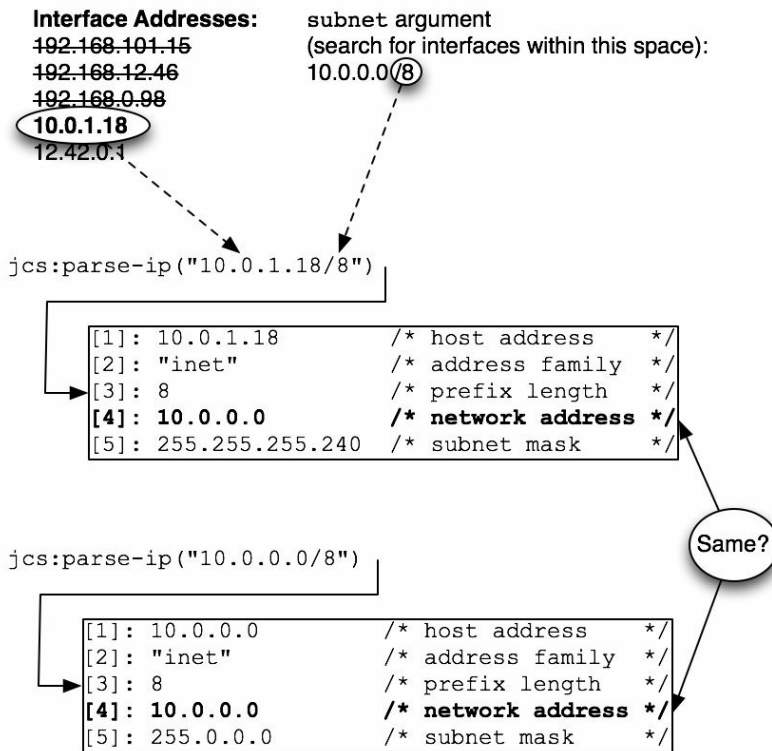 Interface Addresses:
192.168.101.15
192.168.12.46
192.168.0.98
10.0.1.18
12.42.0.1
subnet argument
(search for interfaces within this space):
10.0.0.0/8
jcs:parse-ip("10.0.1.18/8")
[1]: 10.0.1.18 /* host address */
[2]: "inet" /* address family */
[3]: 8 /* prefix length */
[4]: 10.0.0.0 /* network address */
[5]: 255.255.255.240 /* subnet mask */
Same?
jcs:parse-ip("10.0.0.0/8")
[1]: 10.0.0.0 /* host address */
[2]: "inet" /* address family */
[3]: 8 /* prefix length */
[4]: 10.0.0.0 /* network address */
[5]: 255.0.0.0 /* subnet mask */